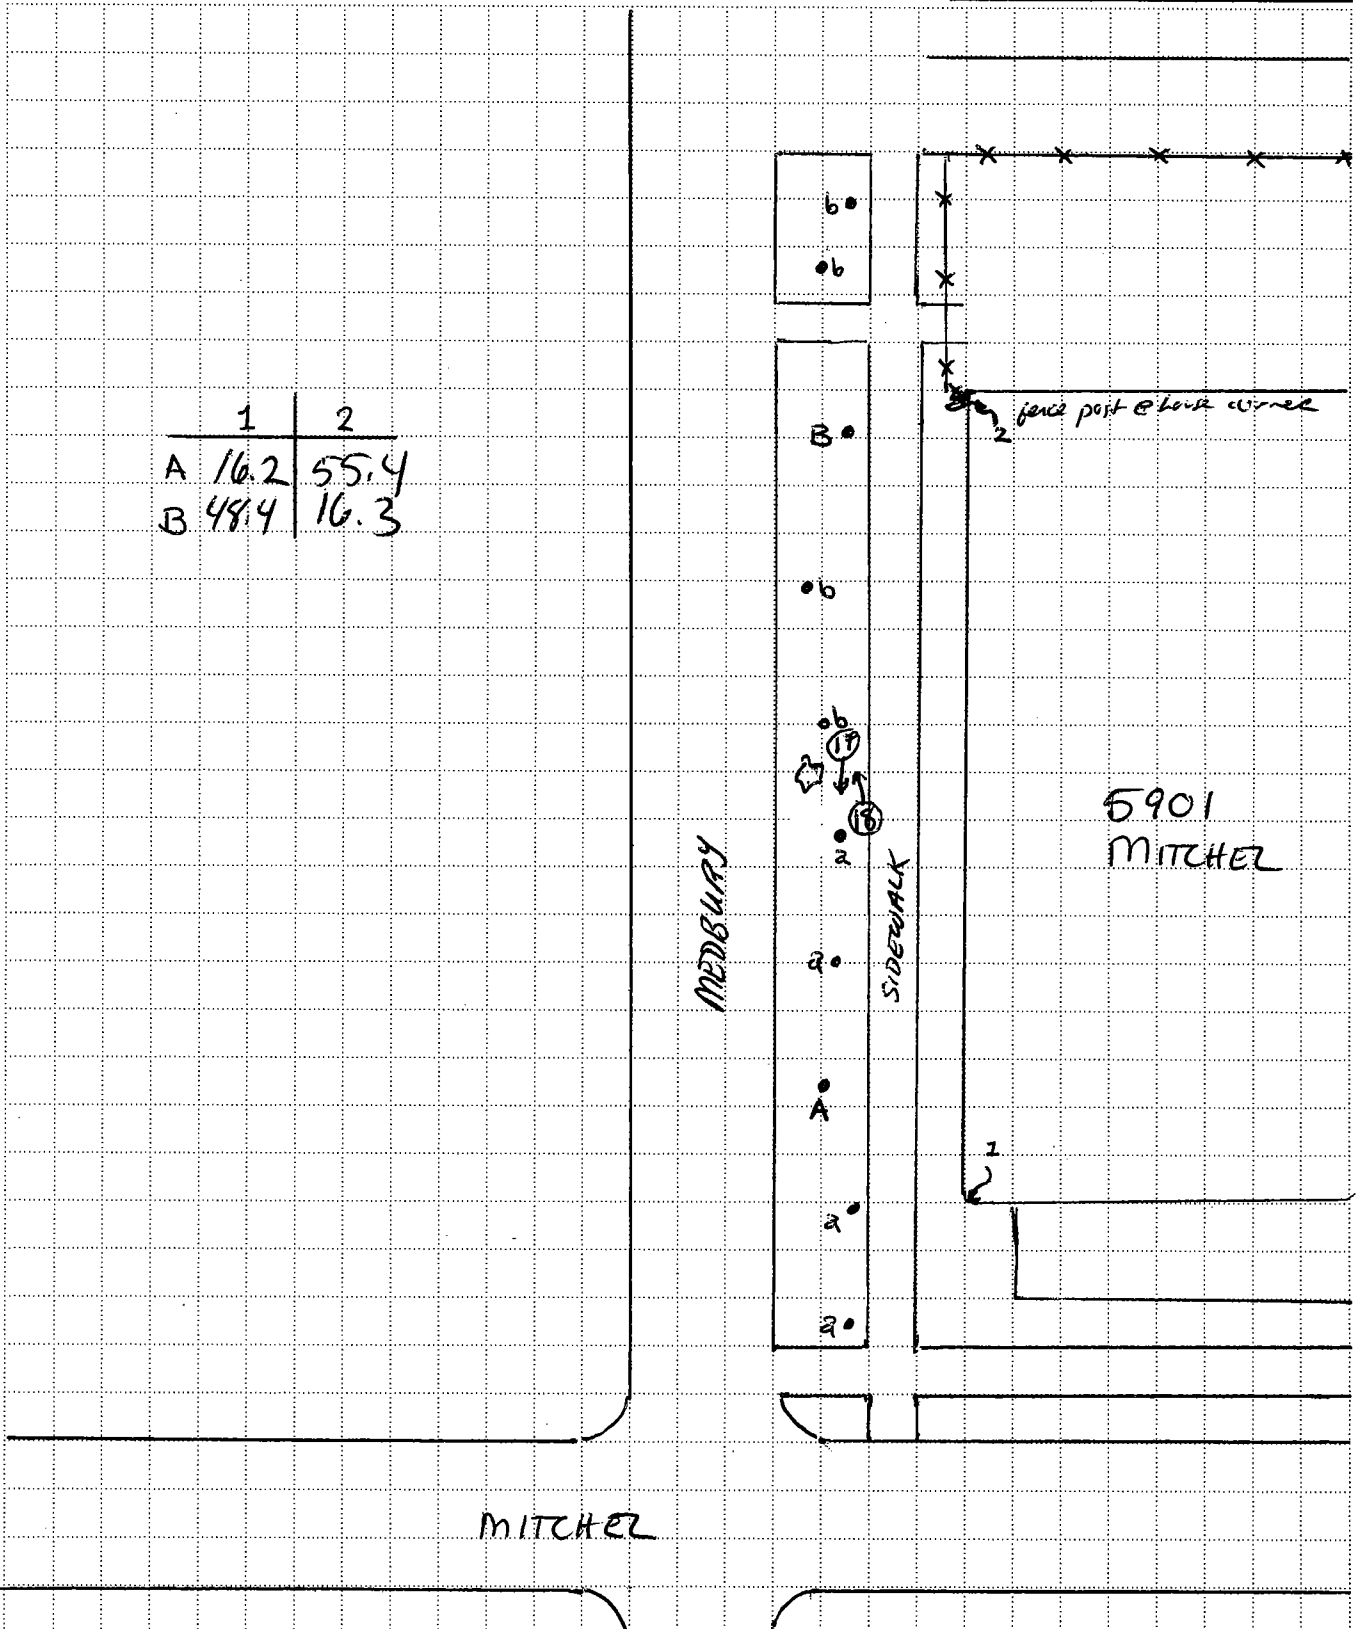 1 2
A 16.2 55.4
B 48.4 16.3
b
b
2 fence post @ house corner
B
b
b
17
18
a
5901
MITCHEL
MEDBURY
SIDEWALK
a
A
1
a
a
MITCHEL